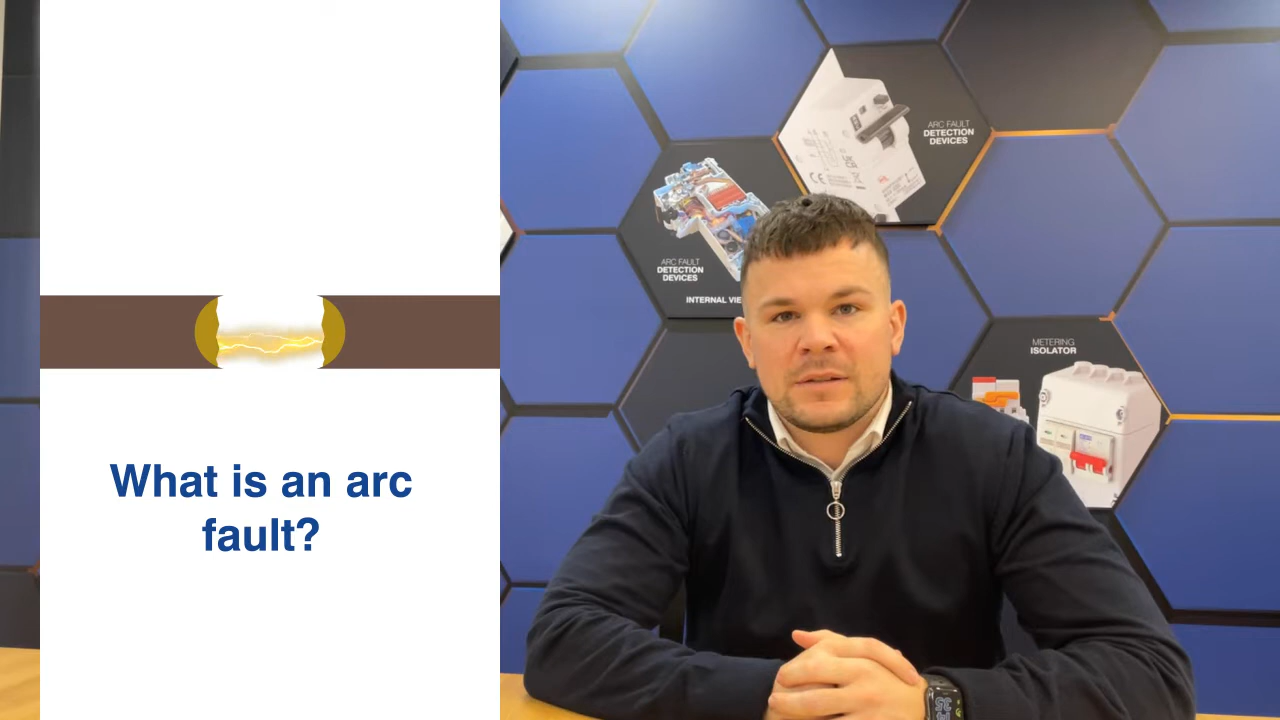 What is an arc
fault?
ARC FAULT
DETECTION
DEVICES
ARC FAULT
DETECTION
DEVICES
INTERNAL VIE
METERING
ISOLATOR